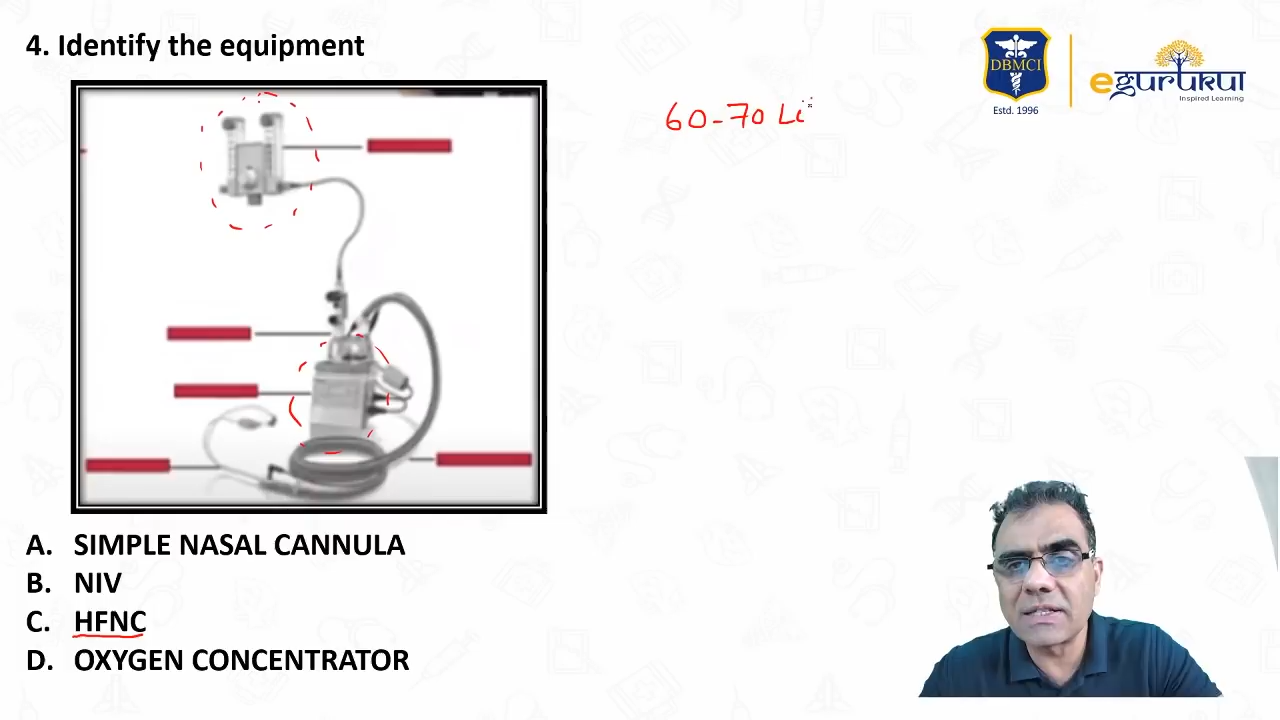 4. Identify the equipment
DBMCI
Estd. 1996
eGurukul
Inspired Learning
60-70 Li
A. SIMPLE NASAL CANNULA
B. NIV
C. HFNC
D. OXYGEN CONCENTRATOR